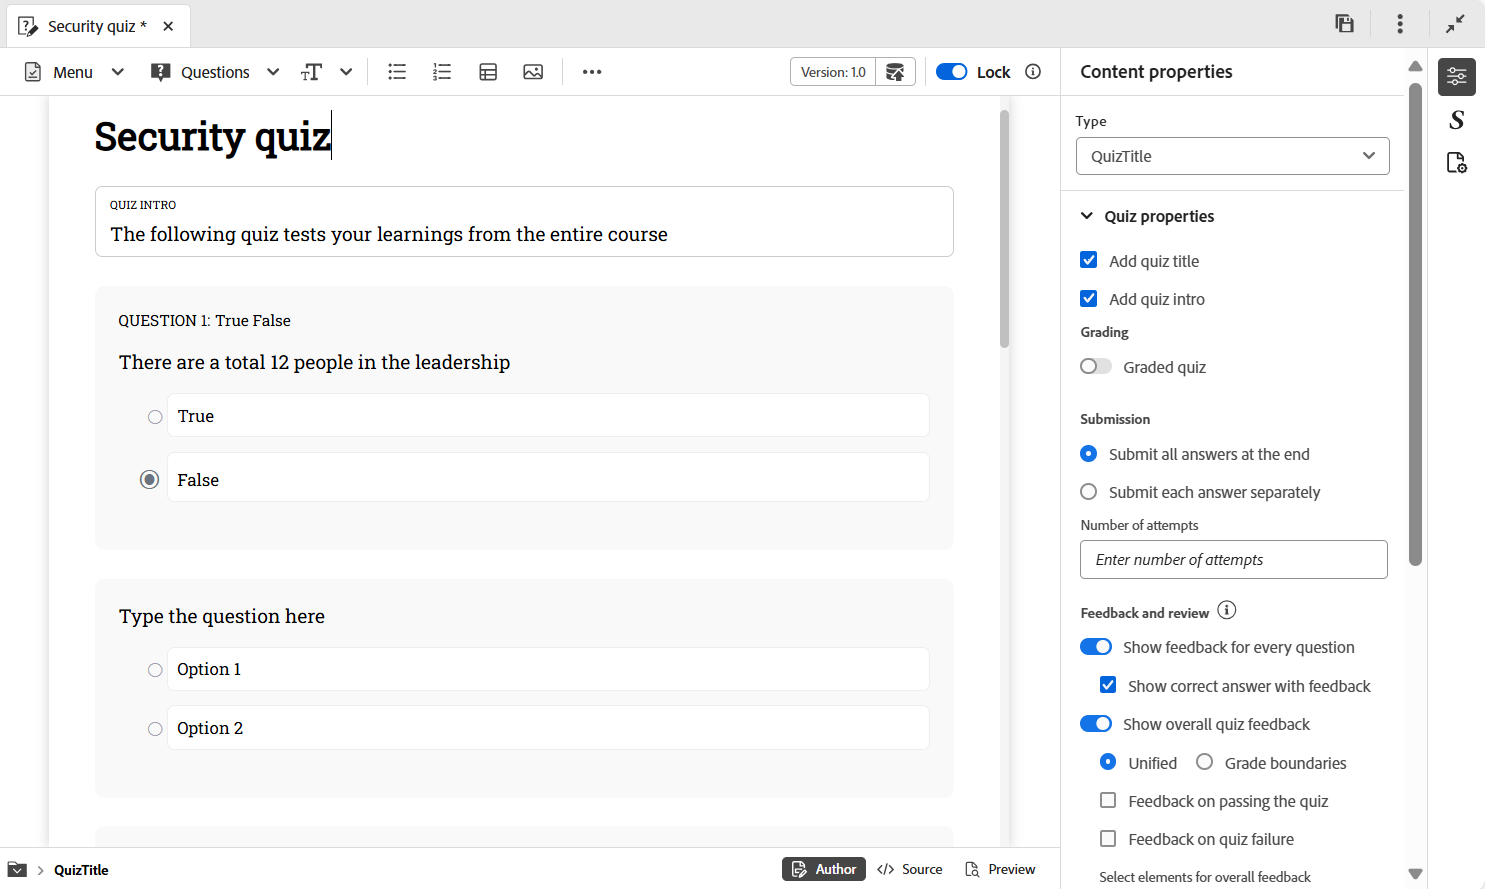 Security quiz *
Menu
Questions
Version: 1.0
Lock
Security quiz
QUIZ INTRO
The following quiz tests your learnings from the entire course
QUESTION 1: True False
There are a total 12 people in the leadership
True
False
Type the question here
Option 1
Option 2
QuizTitle
Author
Source
Preview
Content properties
Type
QuizTitle
Quiz properties
Add quiz title
Add quiz intro
Grading
Graded quiz
Submission
Submit all answers at the end
Submit each answer separately
Number of attempts
Enter number of attempts
Feedback and review
Show feedback for every question
Show correct answer with feedback
Show overall quiz feedback
Unified Grade boundaries
Feedback on passing the quiz
Feedback on quiz failure
Select elements for overall feedback